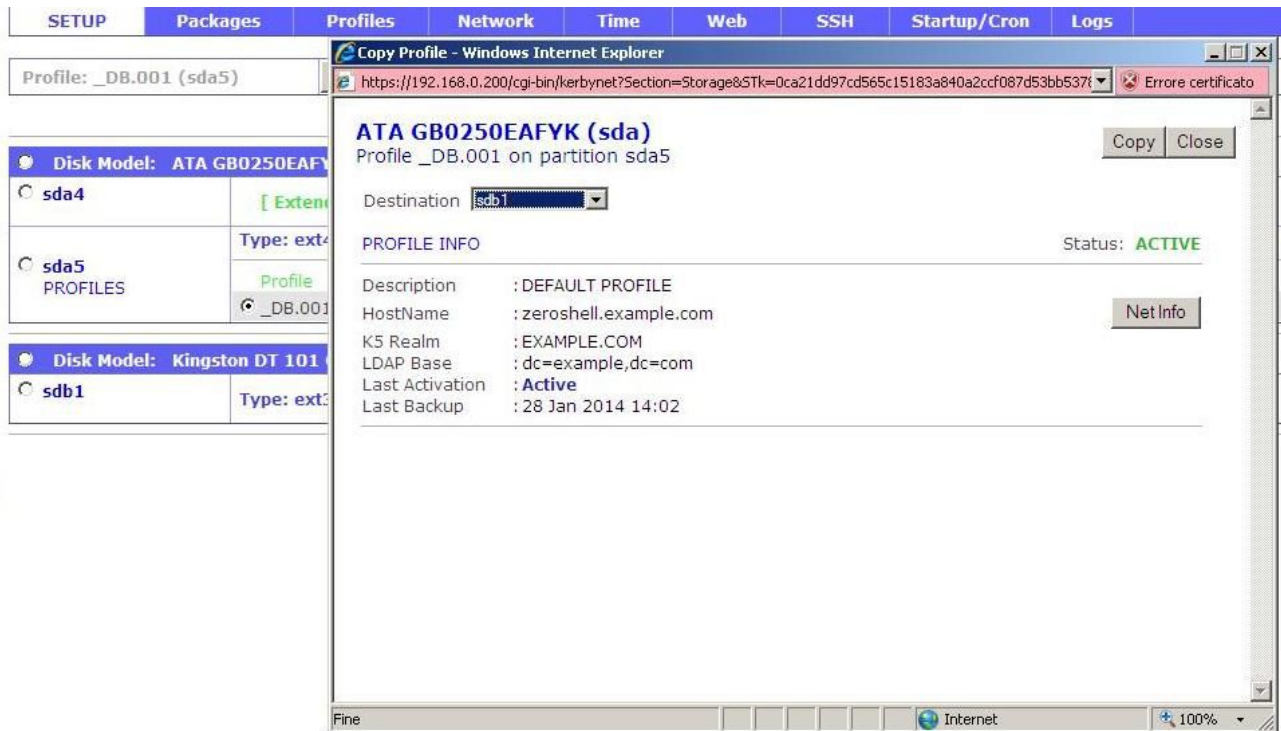 SETUP Packages Profiles Network Time Web SSH Startup/Cron Logs
Copy Profile - Windows Internet Explorer
Profile: _DB.001 (sda5)
https://192.168.0.200/cgi-bin/kerbynet?Section=Storage&STk=0ca21dd97cd565c15183a840a2ccf087d53bb5378 Errore certificato
ATA GB0250EAFYK (sda)
Profile _DB.001 on partition sda5
Copy Close
Disk Model: ATA GB0250EAFY
sda4 [ Extend
Destination sdb1
Type: ext4
PROFILE INFO Status: ACTIVE
sda5
PROFILES
Profile
_DB.001
Description : DEFAULT PROFILE
HostName : zeroshell.example.com
Net Info
K5 Realm : EXAMPLE.COM
LDAP Base : dc=example,dc=com
Last Activation : Active
Last Backup : 28 Jan 2014 14:02
Disk Model: Kingston DT 101
sdb1 Type: ext3
Fine Internet 100%